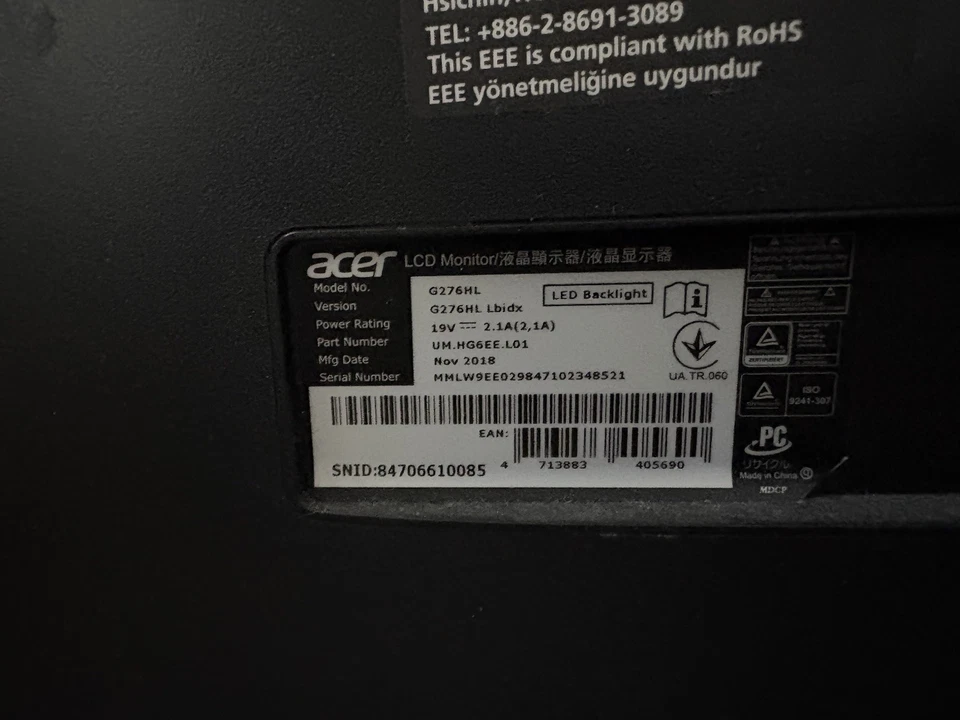 TEL: +886-2-8691-3089
This EEE is compliant with RoHS
EEE yönetmeliğine uygundur
acer LCD Monitor/液晶顯示器/液晶显示器
Model No. G276HL
LED Backlight
Version G276HL Lbidx
Power Rating 19V ⎓ 2.1A(2,1A)
Part Number UM.HG6EE.L01
Mfg Date Nov 2018
Serial Number MMLW9EE029847102348521
UA.TR.060
EAN:
4 713883 405690
SNID:84706610085
ISO
9241-307
PC
リサイクル
Made in China
MDCP